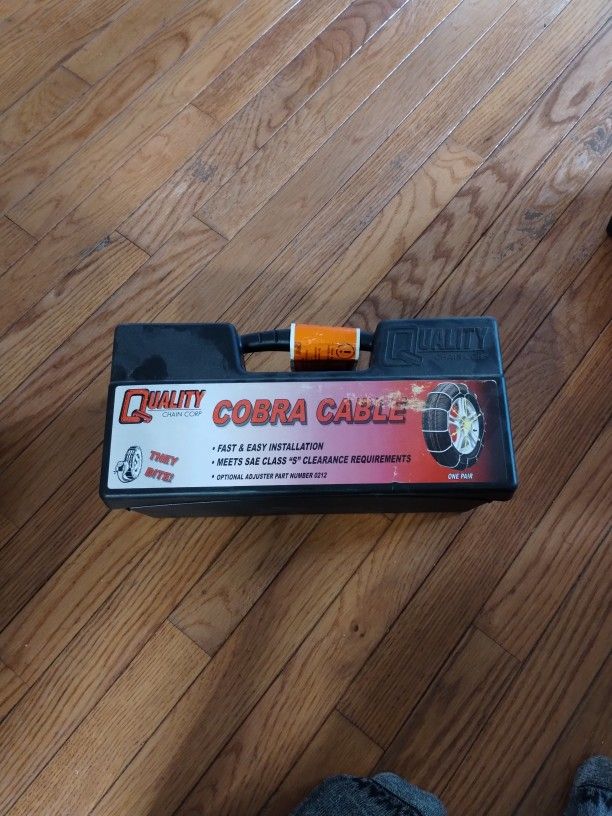 QUALITY
CHAIN CORP
QUALITY
CHAIN CORP
COBRA CABLE
• FAST & EASY INSTALLATION
• MEETS SAE CLASS "S" CLEARANCE REQUIREMENTS
• OPTIONAL ADJUSTER PART NUMBER 0212
THEY
BITE!
ONE PAIR